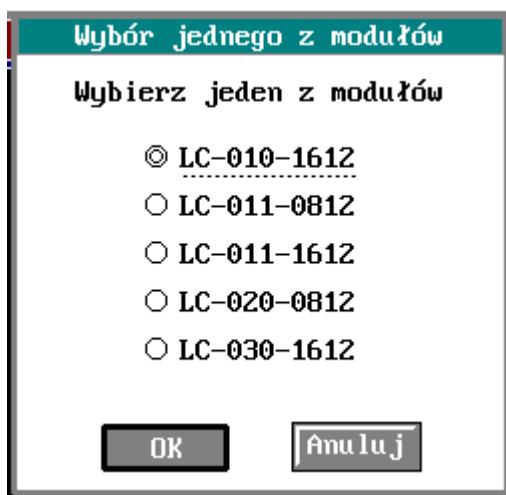 Wybór jednego z modułów
Wybierz jeden z modułów
LC-010-1612
LC-011-0812
LC-011-1612
LC-020-0812
LC-030-1612
OK Anuluj